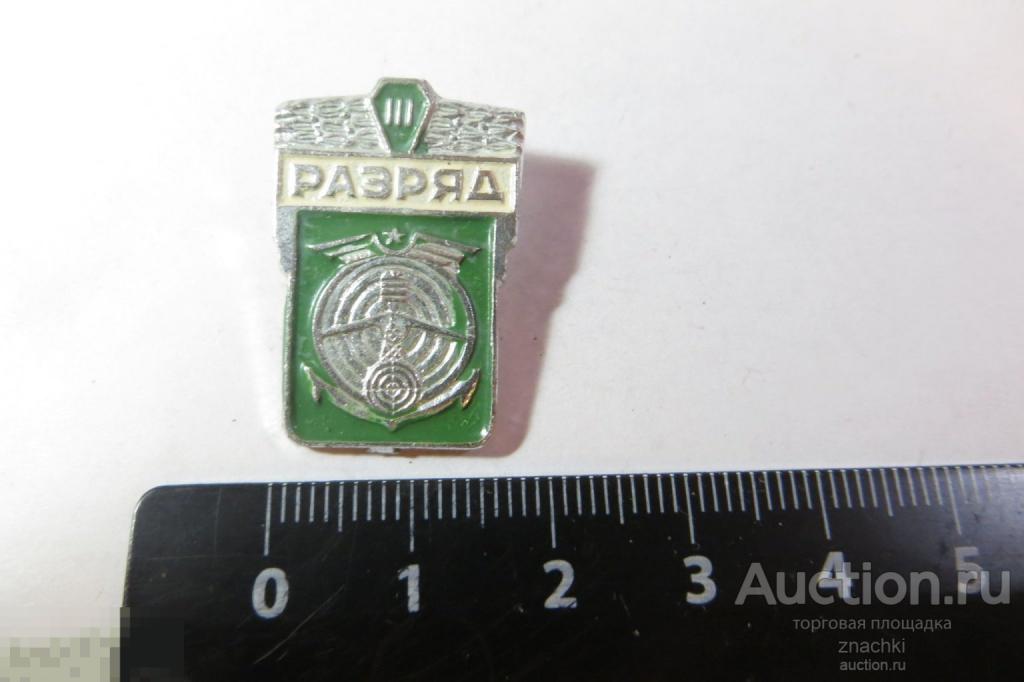 III
РАЗРЯД
0 1 2 3 4 5
Auction.ru
торговая площадка
znachki
auction.ru